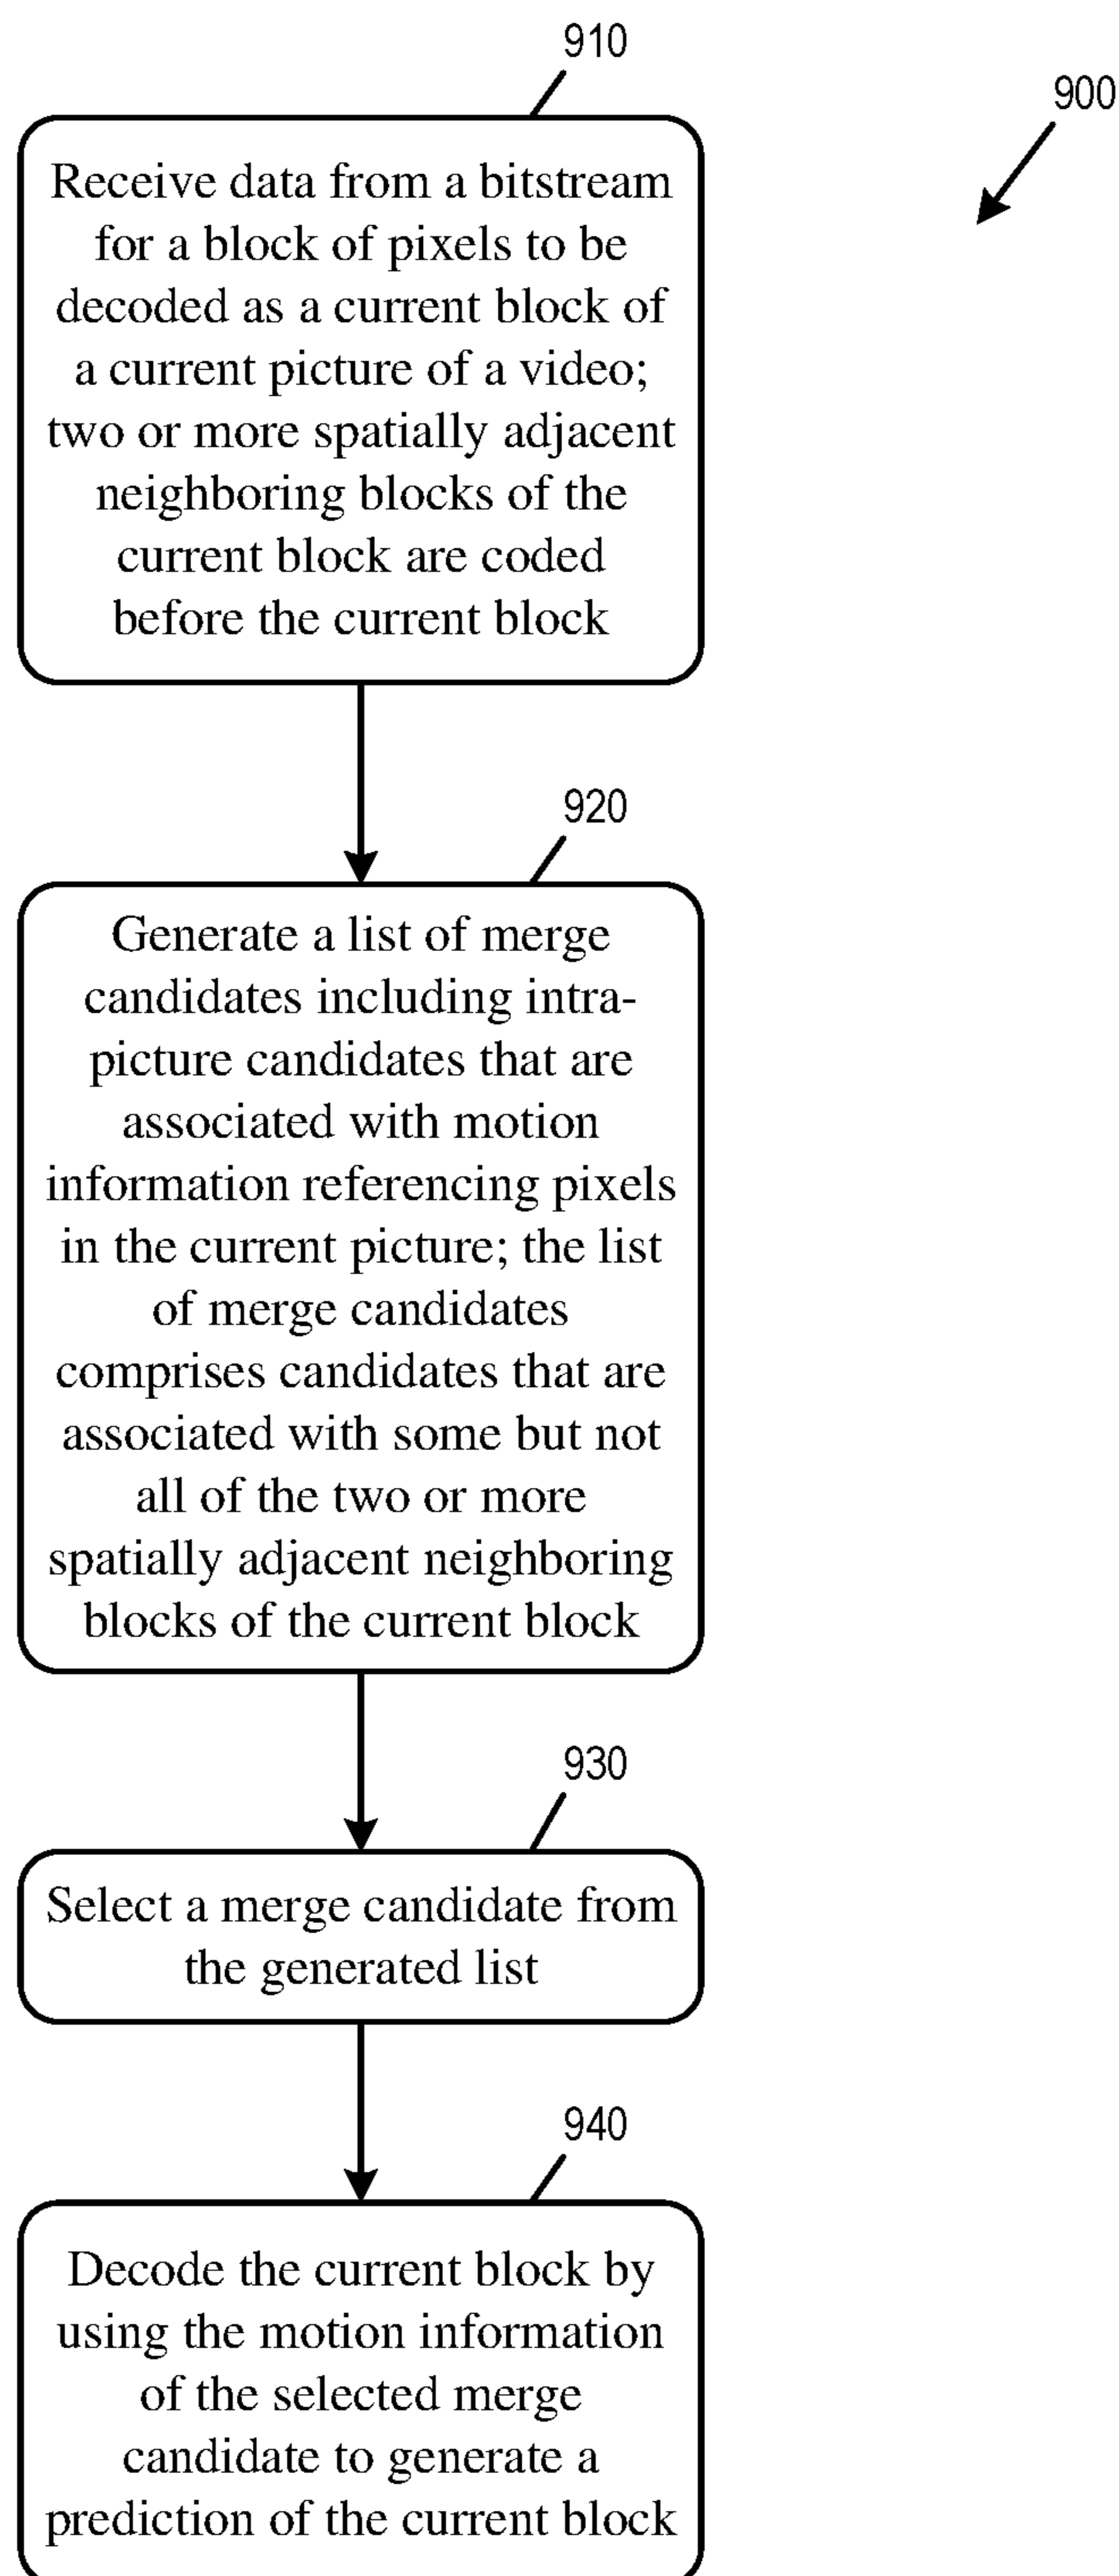 910
900
Receive data from a bitstream
for a block of pixels to be
decoded as a current block of
a current picture of a video;
two or more spatially adjacent
neighboring blocks of the
current block are coded
before the current block
920
Generate a list of merge
candidates including intra-
picture candidates that are
associated with motion
information referencing pixels
in the current picture; the list
of merge candidates
comprises candidates that are
associated with some but not
all of the two or more
spatially adjacent neighboring
blocks of the current block
930
Select a merge candidate from
the generated list
940
Decode the current block by
using the motion information
of the selected merge
candidate to generate a
prediction of the current block